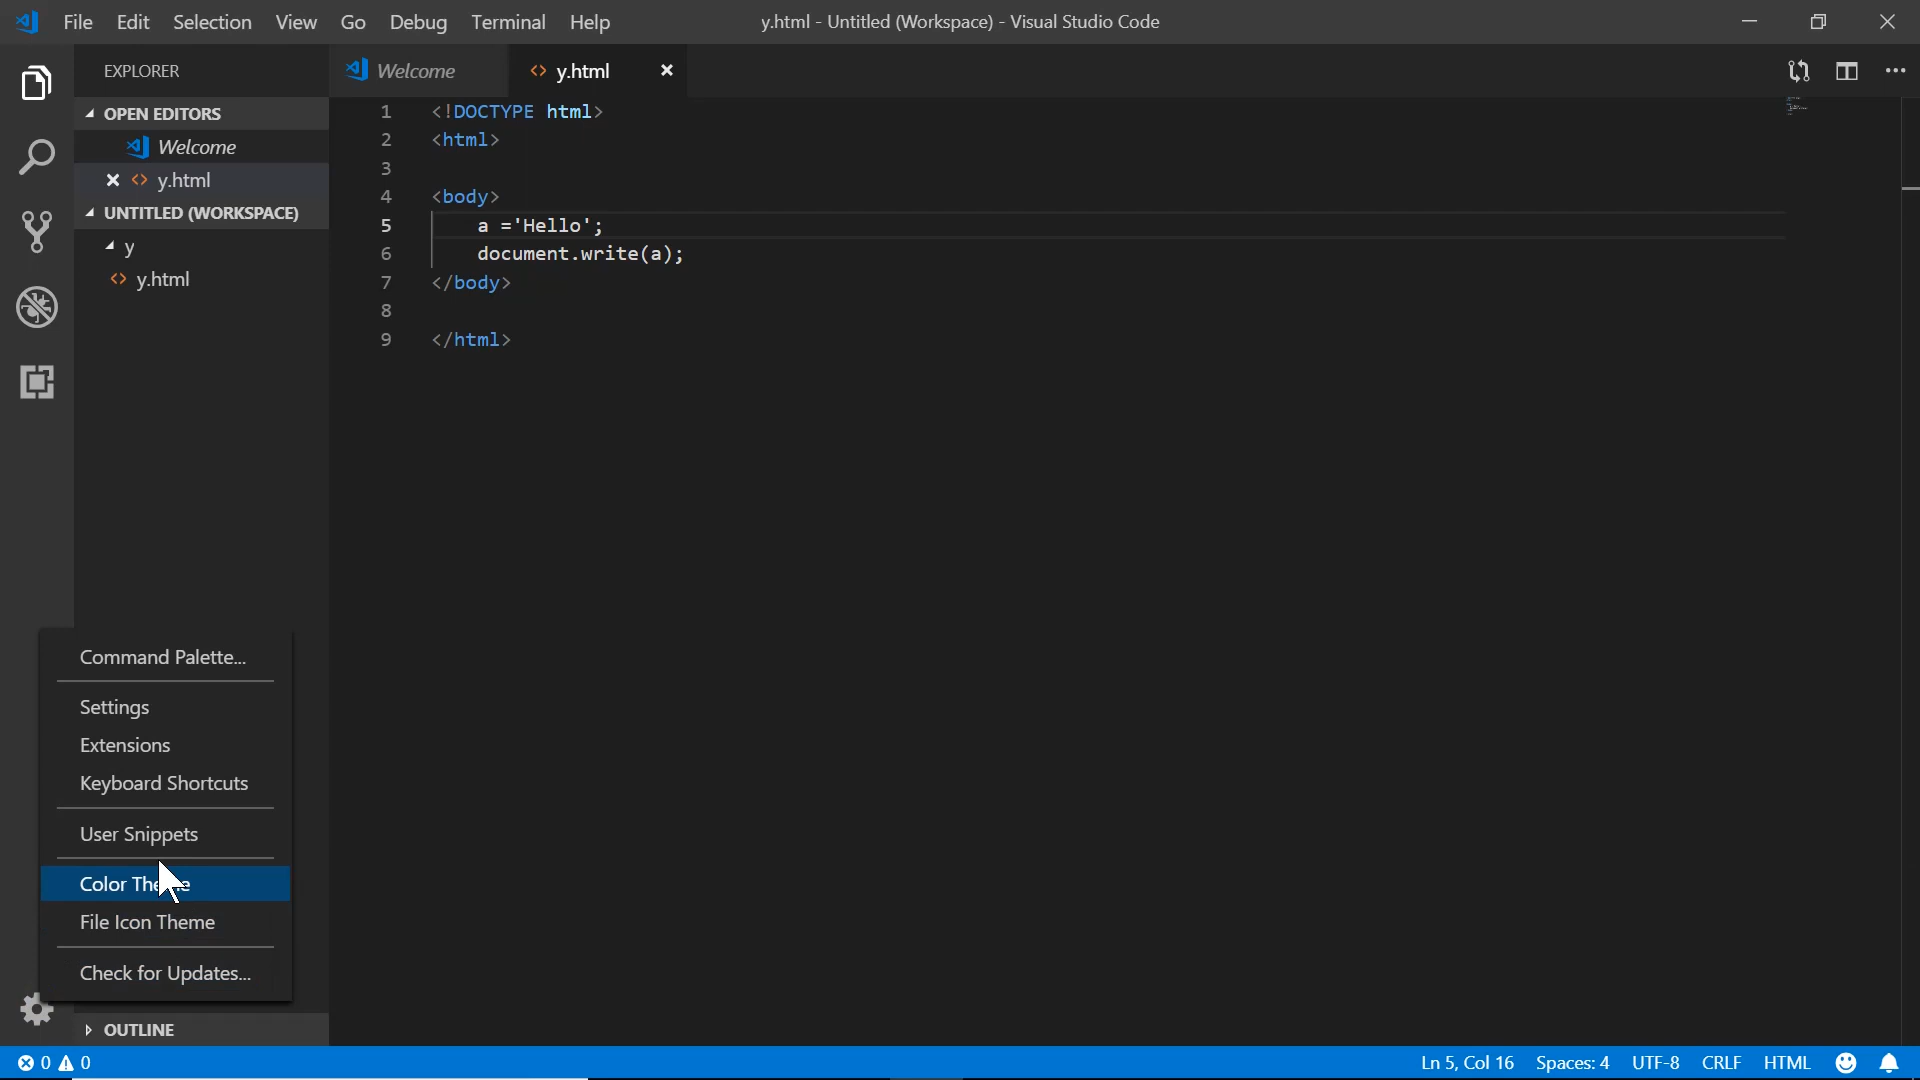 File Edit Selection View Go Debug Terminal Help
y.html - Untitled (Workspace) - Visual Studio Code
EXPLORER
OPEN EDITORS
Welcome
y.html
UNTITLED (WORKSPACE)
y
y.html
Welcome
y.html
1 <!DOCTYPE html>
2 <html>
3
4 <body>
5 a ='Hello';
6 document.write(a);
7 </body>
8
9 </html>
Command Palette...
Settings
Extensions
Keyboard Shortcuts
User Snippets
Color Theme
File Icon Theme
Check for Updates...
OUTLINE
0 0
Ln 5, Col 16 Spaces: 4 UTF-8 CRLF HTML